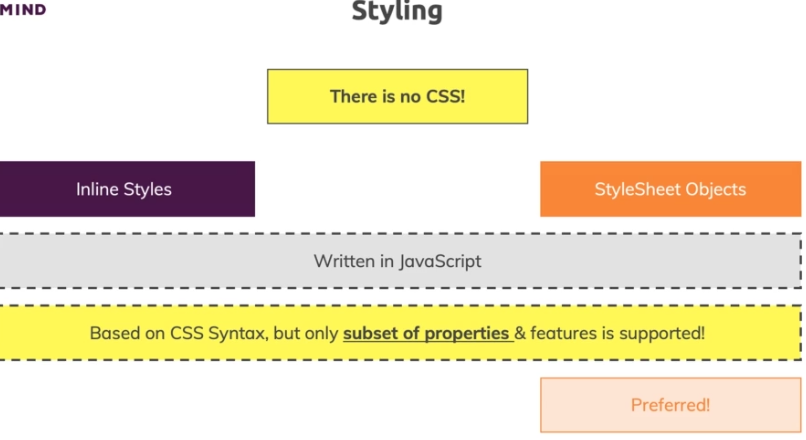 MIND
Styling
There is no CSS!
Inline Styles
StyleSheet Objects
Written in JavaScript
Based on CSS Syntax, but only subset of properties & features is supported!
Preferred!